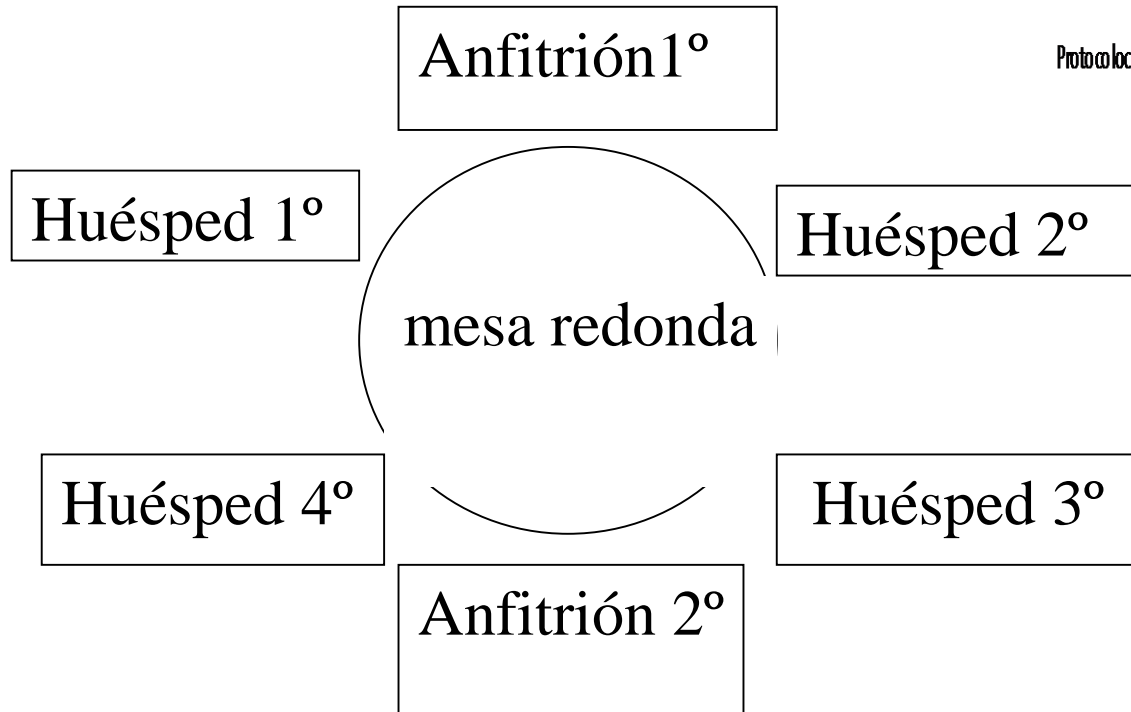 Anfitrión1º
Huésped 1º
Huésped 2º
mesa redonda
Huésped 4º
Huésped 3º
Anfitrión 2º